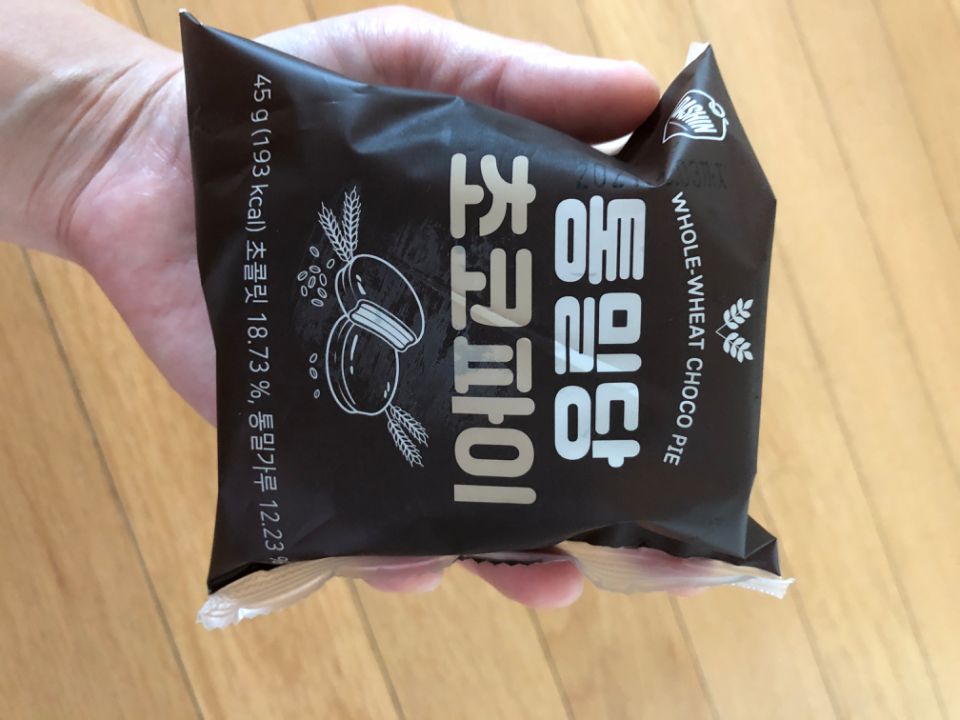 DASHIN
WHOLE-WHEAT CHOCO PIE
통밀당
초코파이
45 g (193 kcal) 초콜릿 18.73 %, 통밀가루 12.23 %